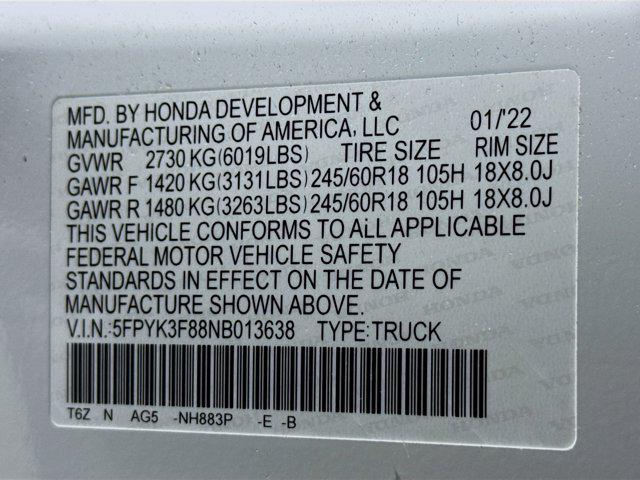 MFD. BY HONDA DEVELOPMENT &
MANUFACTURING OF AMERICA, LLC 01/'22
GVWR 2730 KG(6019LBS) TIRE SIZE RIM SIZE
GAWR F 1420 KG(3131LBS) 245/60R18 105H 18X8.0J
GAWR R 1480 KG(3263LBS) 245/60R18 105H 18X8.0J
THIS VEHICLE CONFORMS TO ALL APPLICABLE
FEDERAL MOTOR VEHICLE SAFETY
STANDARDS IN EFFECT ON THE DATE OF
MANUFACTURE SHOWN ABOVE.
V.I.N.:5FPYK3F88NB013638 TYPE:TRUCK
T6Z N AG5 -NH883P -E -B